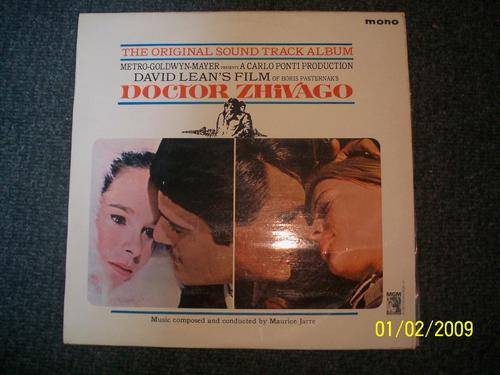 mono
THE ORIGINAL SOUND TRACK ALBUM
METRO-GOLDWYN-MAYER PRESENTS A CARLO PONTI PRODUCTION
DAVID LEAN'S FILM OF BORIS PASTERNAK'S
DOCTOR ZHiVAGO
MGM
Music composed and conducted by Maurice Jarre
01/02/2009